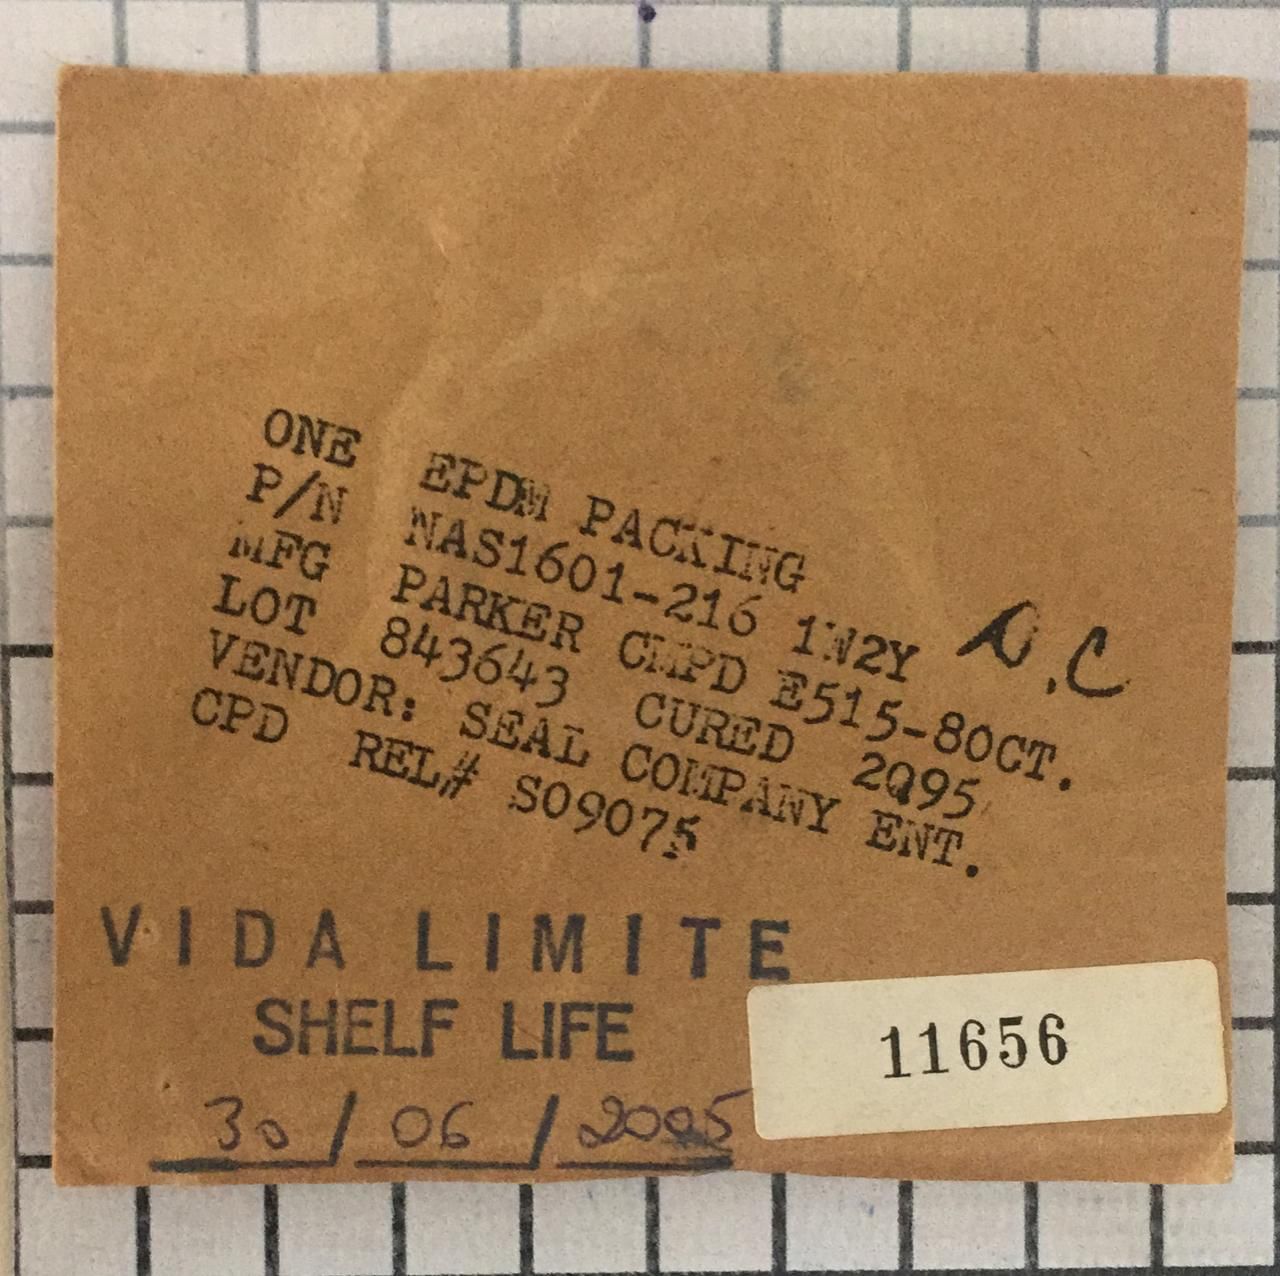 ONE EPDM PACKING
P/N NAS1601-216 1W2Y
MFG PARKER CMPD E515-80CT.
LOT 843643 CURED 2Q95
VENDOR: SEAL COMPANY ENT.
CPD REL# S09075
VIDA LIMITE
SHELF LIFE
30/06/2005
11656